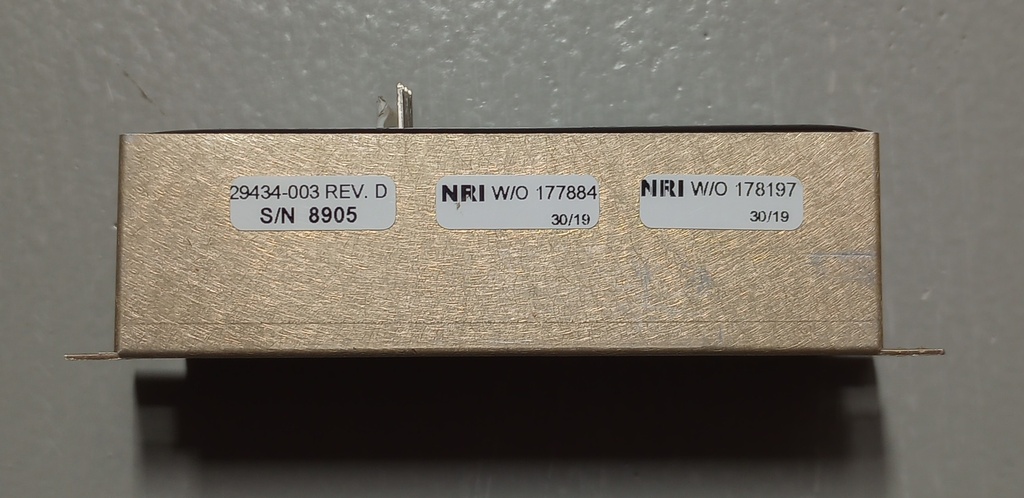 29434-003 REV. D
S/N 8905
NRI W/O 177884
30/19
NRI W/O 178197
30/19